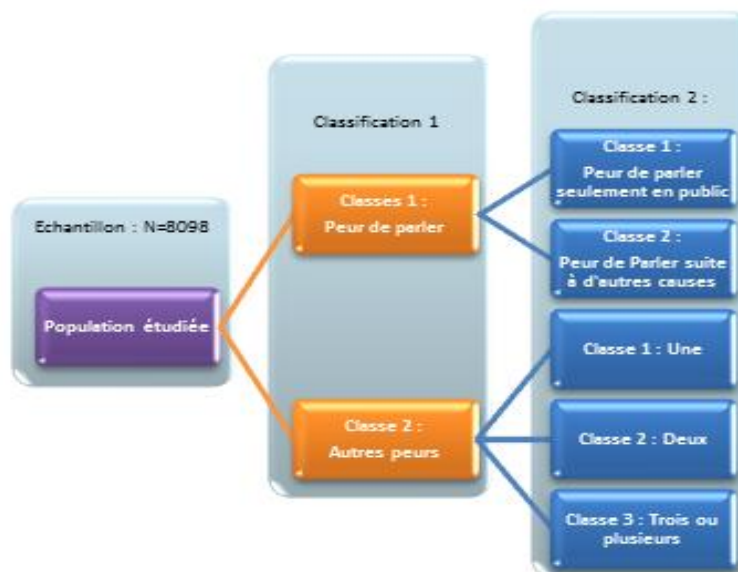 Echantillon : N=8098
Population étudiée
Classification 1
Classes 1 :
Peur de parler
Classe 2 :
Autres peurs
Classification 2 :
Classe 1 :
Peur de parler
seulement en public
Classe 2 :
Peur de Parler suite
à d'autres causes
Classe 1 : Une
Classe 2 : Deux
Classe 3 : Trois ou
plusieurs